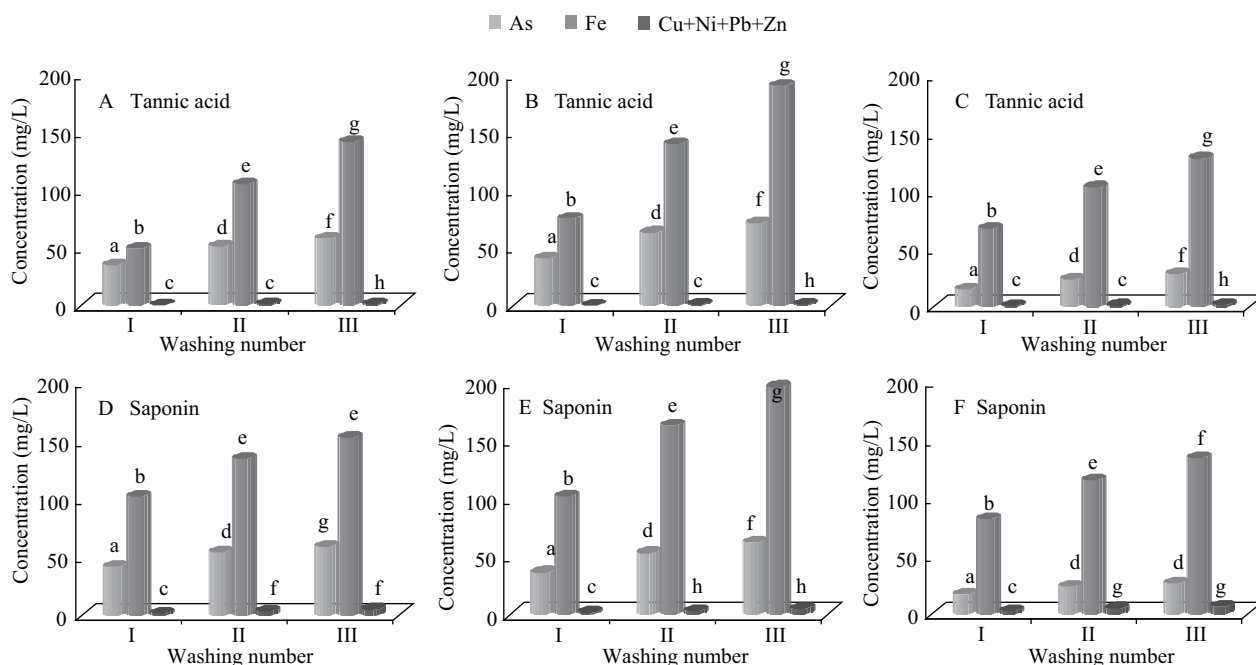 As Fe Cu+Ni+Pb+Zn
A Tannic acid
Concentration (mg/L)
200
150
100
50
0
a b c d e c f g h
I II III
Washing number
B Tannic acid
Concentration (mg/L)
200
150
100
50
0
a b c d e c f g h
I II III
Washing number
C Tannic acid
Concentration (mg/L)
200
150
100
50
0
a b c d e c f g h
I II III
Washing number
D Saponin
Concentration (mg/L)
200
150
100
50
0
a b c d e f g e f
I II III
Washing number
E Saponin
Concentration (mg/L)
200
150
100
50
0
a b c d e h f g h
I II III
Washing number
F Saponin
Concentration (mg/L)
200
150
100
50
0
a b c d e g d f g
I II III
Washing number